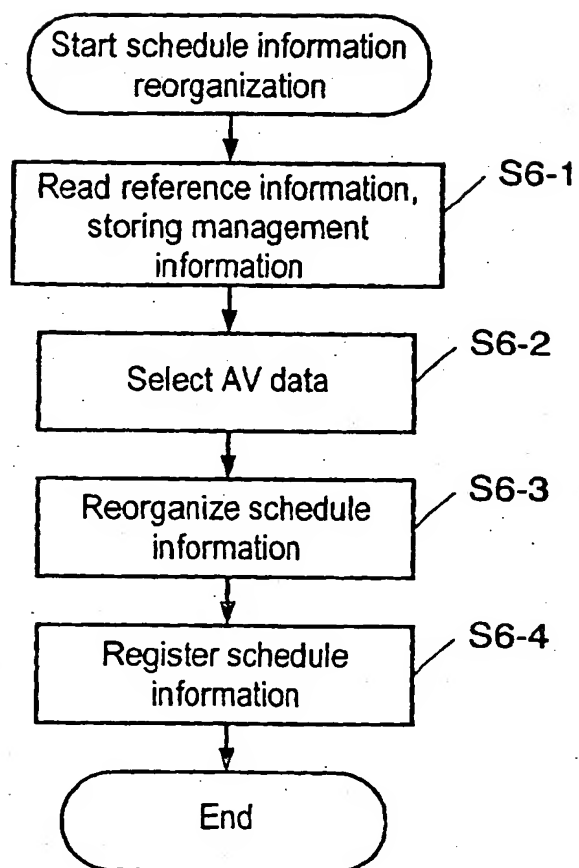 Start schedule information
reorganization
Read reference information,
storing management
information
S6-1
Select AV data
S6-2
Reorganize schedule
information
S6-3
Register schedule
information
S6-4
End